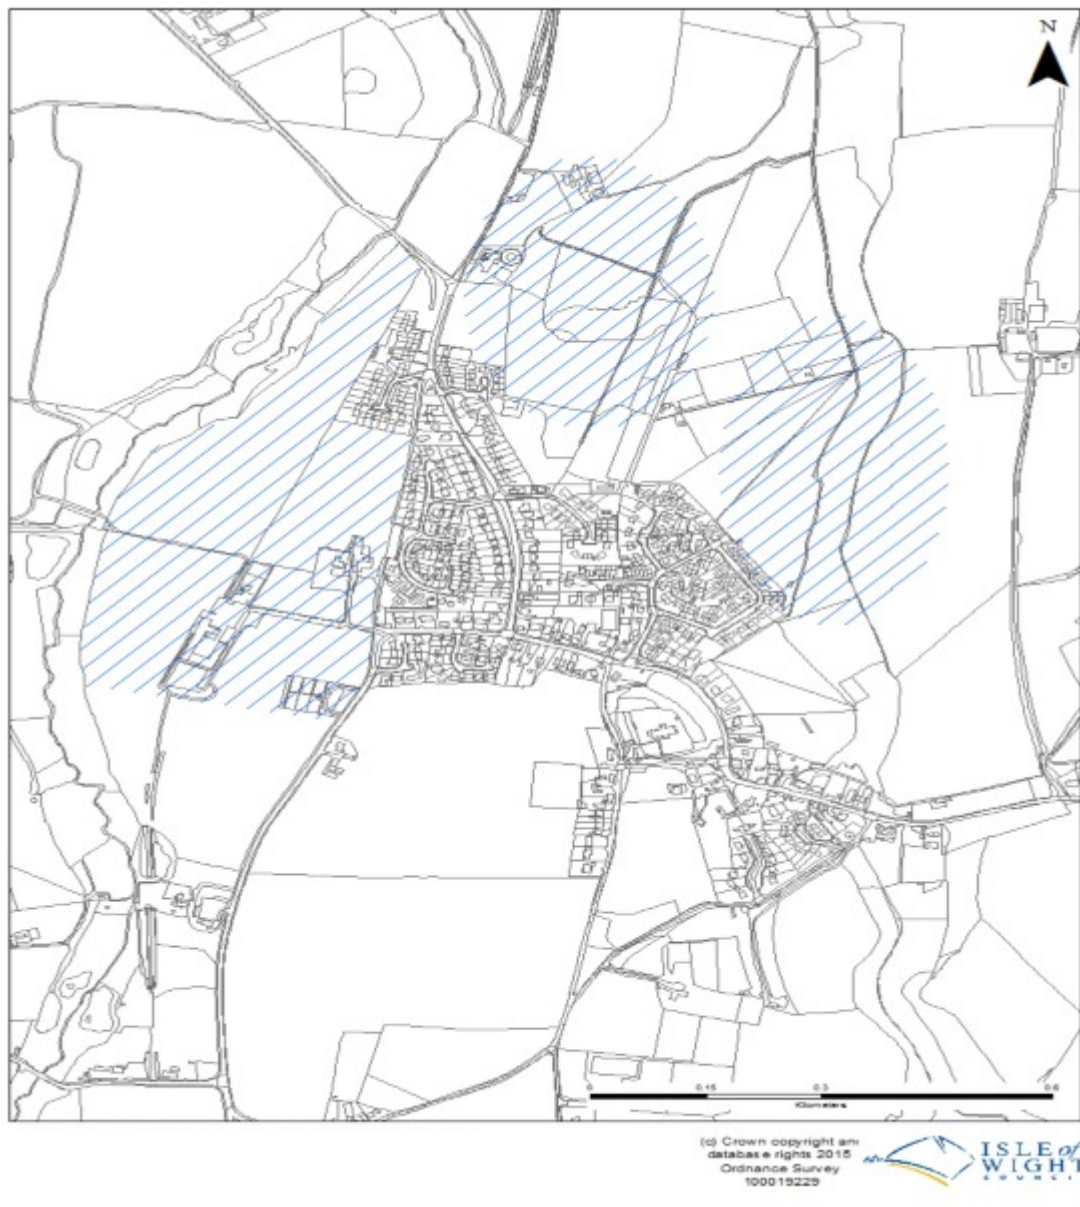 N
0 0.15 0.3 0.6
Kilometers
(c) Crown copyright and
database rights 2015
Ordnance Survey
100019229
ISLE of
WIGHT
COUNCIL